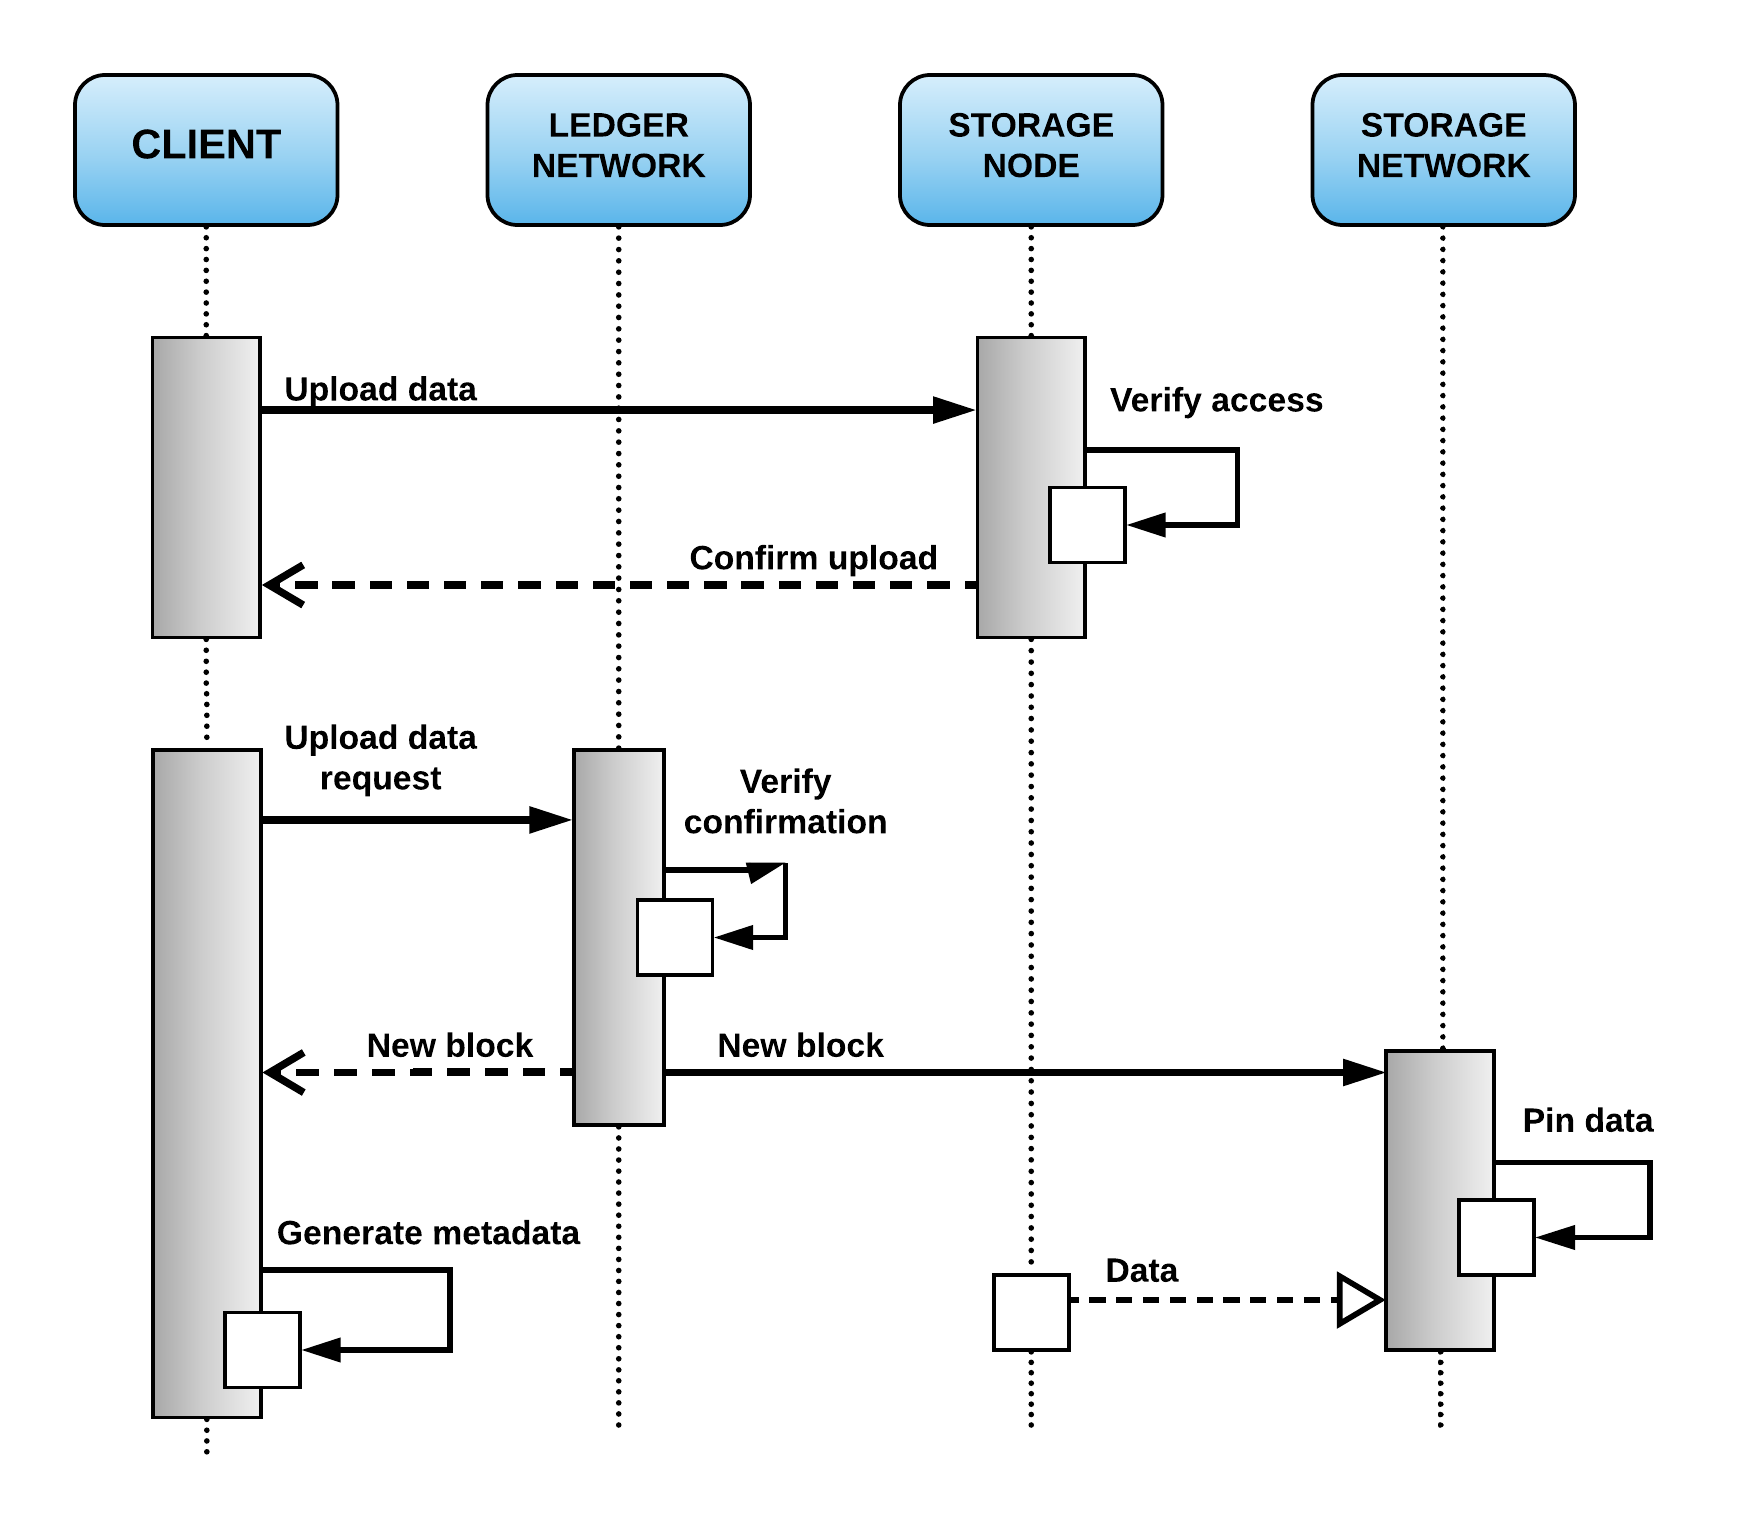 CLIENT
LEDGER
NETWORK
STORAGE
NODE
STORAGE
NETWORK
Upload data
Verify access
Confirm upload
Upload data
request
Verify
confirmation
New block
New block
Pin data
Generate metadata
Data